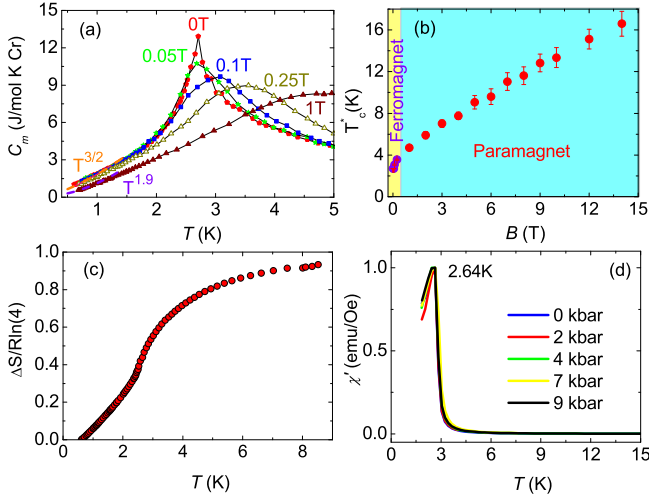 (a)
0T
0.05T
0.1T
0.25T
1T
T^3/2
T^1.9
C_m (J/mol K Cr)
12
8
4
0
1 2 3 4 5
T (K)
(b)
Ferromagnet
Paramagnet
T*_c(K)
16
12
8
4
0
0 3 6 9 12 15
B (T)
(c)
ΔS/Rln(4)
1.0
0.8
0.6
0.4
0.2
0.0
0 2 4 6 8
T (K)
(d)
2.64K
0 kbar
2 kbar
4 kbar
7 kbar
9 kbar
χ′ (emu/Oe)
1.0
0.5
0.0
0 3 6 9 12 15
T (K)